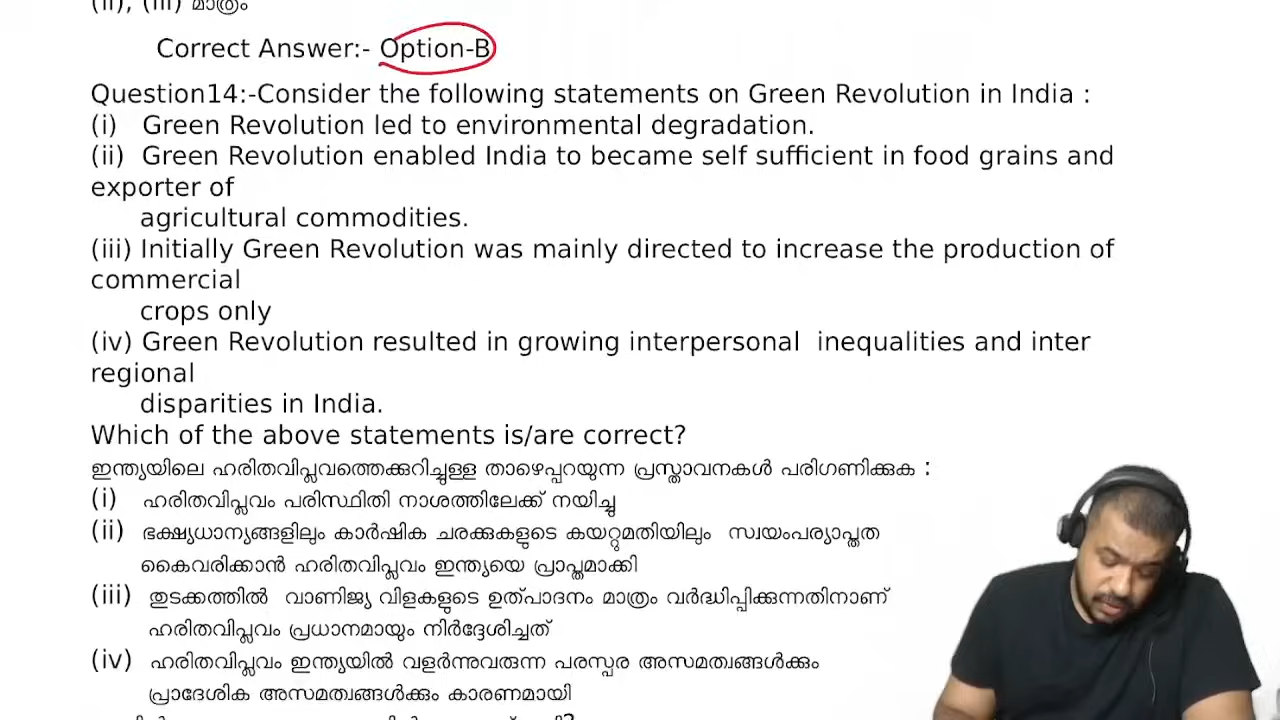 (ii), (iii) മാത്രം
Correct Answer:- Option-B
Question14:-Consider the following statements on Green Revolution in India :
(i) Green Revolution led to environmental degradation.
(ii) Green Revolution enabled India to became self sufficient in food grains and
exporter of
agricultural commodities.
(iii) Initially Green Revolution was mainly directed to increase the production of
commercial
crops only
(iv) Green Revolution resulted in growing interpersonal inequalities and inter
regional
disparities in India.
Which of the above statements is/are correct?
ഇന്ത്യയിലെ ഹരിതവിപ്ലവത്തെക്കുറിച്ചുള്ള താഴെപ്പറയുന്ന പ്രസ്താവനകൾ പരിഗണിക്കുക :
(i) ഹരിതവിപ്ലവം പരിസ്ഥിതി നാശത്തിലേക്ക് നയിച്ചു
(ii) ഭക്ഷ്യധാന്യങ്ങളിലും കാർഷിക ചരക്കുകളുടെ കയറ്റുമതിയിലും സ്വയംപര്യാപ്തത
കൈവരിക്കാൻ ഹരിതവിപ്ലവം ഇന്ത്യയെ പ്രാപ്തമാക്കി
(iii) തുടക്കത്തിൽ വാണിജ്യ വിളകളുടെ ഉത്പാദനം മാത്രം വർദ്ധിപ്പിക്കുന്നതിനാണ്
ഹരിതവിപ്ലവം പ്രധാനമായും നിർദ്ദേശിച്ചത്
(iv) ഹരിതവിപ്ലവം ഇന്ത്യയിൽ വളർന്നുവരുന്ന പരസ്പര അസമത്വങ്ങൾക്കും
പ്രാദേശിക അസമത്വങ്ങൾക്കും കാരണമായി